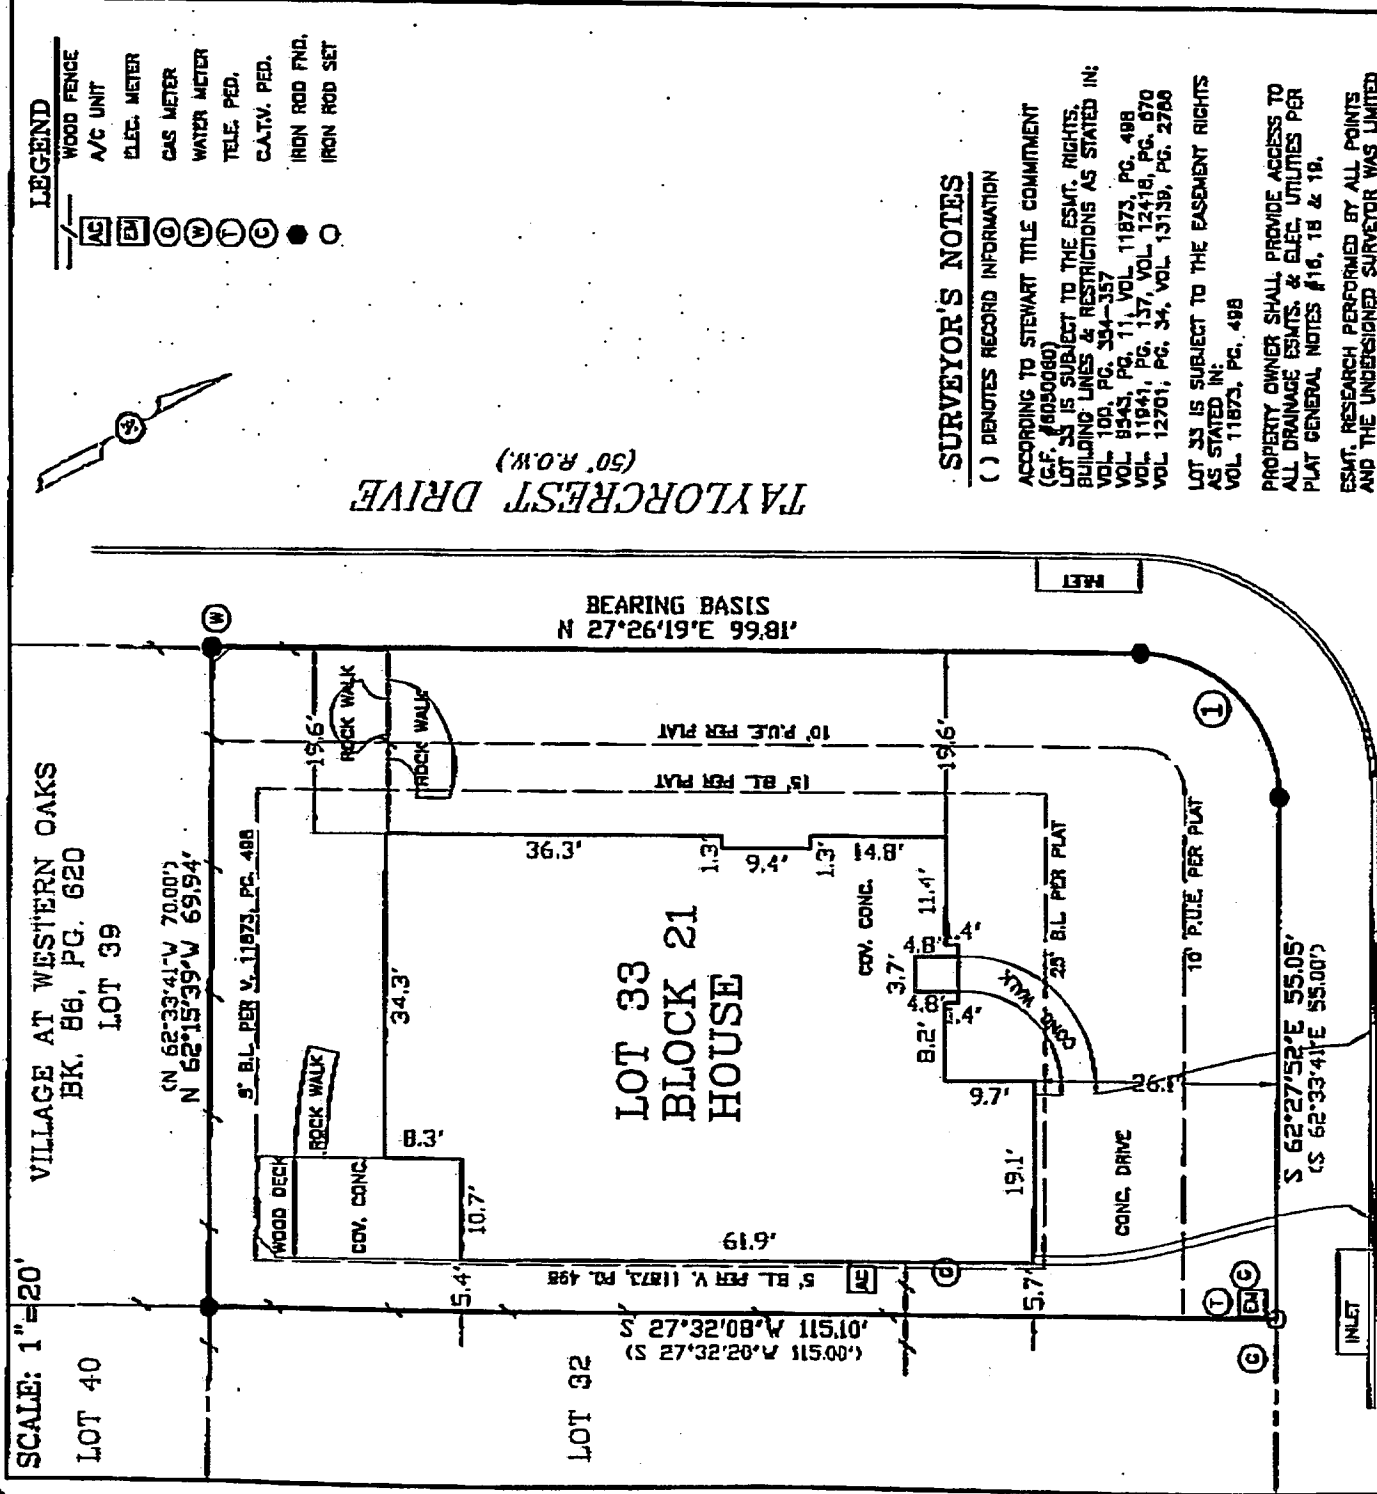 SCALE: 1"=20'
LOT 40
VILLAGE AT WESTERN OAKS
BK. 86, PG. 620
LOT 39
LEGEND
WOOD FENCE
AC A/C UNIT
EM ELEC. METER
G GAS METER
W WATER METER
T TELE. PED.
C C.A.T.V. PED.
IRON ROD FND.
IRON ROD SET
(N 62°33'41"W 70.00')
N 62°15'39"W 69.94'
5' B.L. PER V. 11873, PG. 498
W
WOOD DECK
ROCK WALK
COV. CONC.
8.3'
10.7'
34.3'
19.6'
ROCK WALK
ROCK WALK
BEARING BASIS
N 27°26'19"E 99.81'
TAYLORCREST DRIVE
(50' R.O.W.)
10' P.U.E. PER PLAT
15' B.L. PER PLAT
36.3'
1.3'
9.4'
1.3'
14.8'
19.6'
LOT 33
BLOCK 21
HOUSE
COV. CONC.
11.4'
4.8'
3.7'
4.8'
8.2'
9.7'
19.1'
CONC. WALK
25' B.L. PER PLAT
10' P.U.E. PER PLAT
CONC. DRIVE
61.9'
5' B.L. PER V. 11873, PG. 498
AC
G
5.4'
5.7'
S 27°32'08"W 115.10'
(S 27°32'20"W 115.00')
LOT 32
T
EM
C
INLET
1
S 62°27'52"E 55.05'
(S 62°33'41"E 55.00')
INLET
SURVEYOR'S NOTES
( ) DENOTES RECORD INFORMATION
ACCORDING TO STEWART TITLE COMMITMENT
LOT 33 IS SUBJECT TO THE ESMT. RIGHTS,
BUILDING LINES & RESTRICTIONS AS STATED IN:
VOL. 100, PG. 354-357
PG. 11, VOL. 11873, PG. 498
VOL. 11941, PG. 137, VOL. 12418, PG. 670
VOL. 12701, PG. 34, VOL. 13139, PG. 2788
LOT 33 IS SUBJECT TO THE EASEMENT RIGHTS
AS STATED IN:
VOL. 11873, PG. 498
PROPERTY OWNER SHALL PROVIDE ACCESS TO
ALL DRAINAGE ESMTS. & ELEC. UTILITIES PER
PLAT GENERAL NOTES #16, 18 & 19.
ESMT. RESEARCH PERFORMED BY ALL POINTS
AND THE UNDERSIGNED SURVEYOR WAS LIMITED